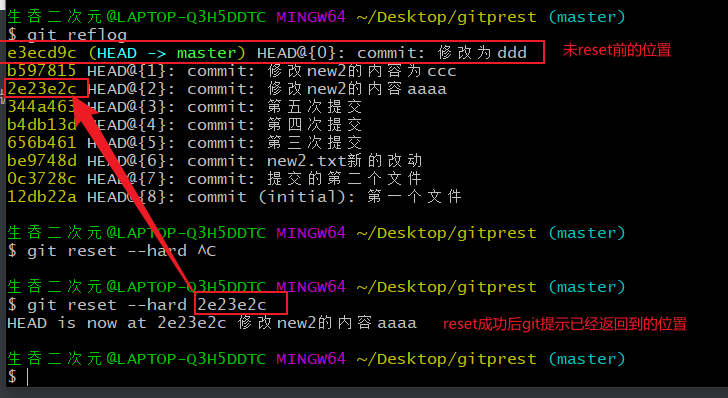 生吞二次元@LAPTOP-Q3H5DDTC MINGW64 ~/Desktop/gitprest (master)
$ git reflog
e3ecd9c (HEAD -> master) HEAD@{0}: commit: 修改为ddd 未reset前的位置
b597815 HEAD@{1}: commit: 修改new2的内容为ccc
2e23e2c HEAD@{2}: commit: 修改new2的内容aaaa
344a463 HEAD@{3}: commit: 第五次提交
b4db13d HEAD@{4}: commit: 第四次提交
656b461 HEAD@{5}: commit: 第三次提交
be9748d HEAD@{6}: commit: new2.txt新的改动
0c3728c HEAD@{7}: commit: 提交的第二个文件
12db22a HEAD@{8}: commit (initial): 第一个文件
生吞二次元@LAPTOP-Q3H5DDTC MINGW64 ~/Desktop/gitprest (master)
$ git reset --hard ^C
生吞二次元@LAPTOP-Q3H5DDTC MINGW64 ~/Desktop/gitprest (master)
$ git reset --hard 2e23e2c
HEAD is now at 2e23e2c 修改new2的内容aaaa reset成功后git提示已经返回到的位置
生吞二次元@LAPTOP-Q3H5DDTC MINGW64 ~/Desktop/gitprest (master)
$